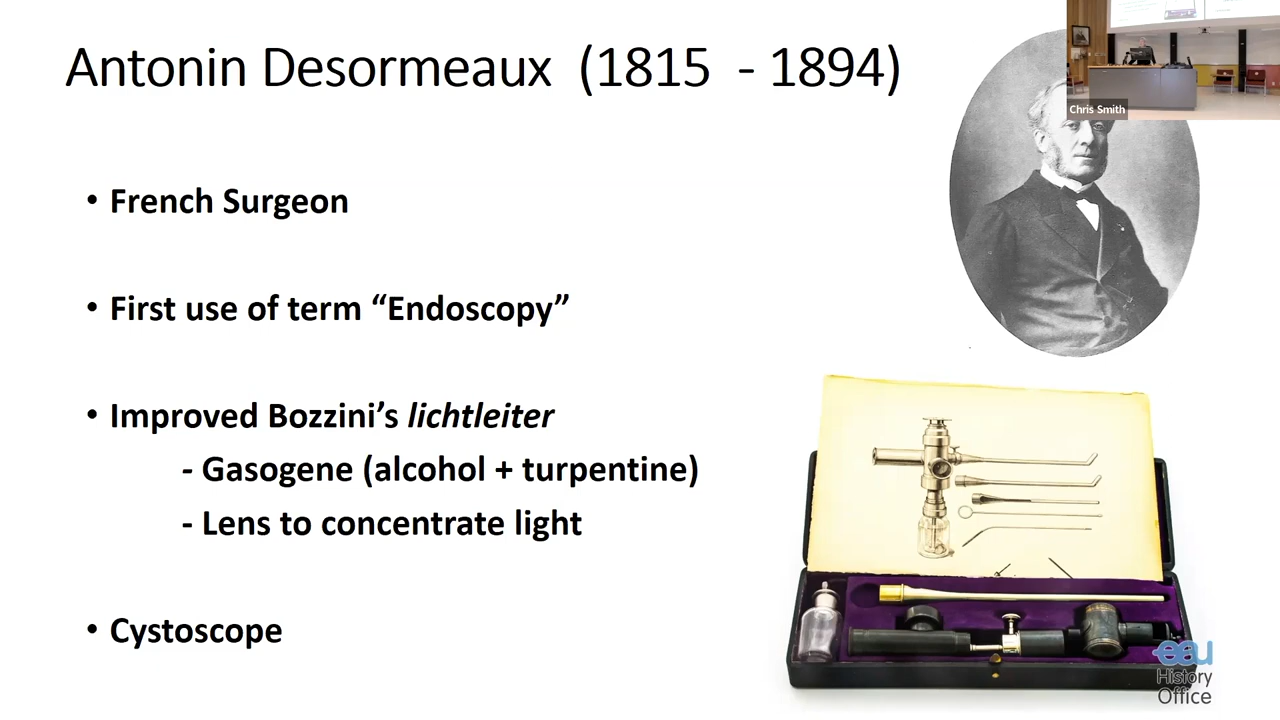 Antonin Desormeaux (1815 - 1894)
Chris Smith
• French Surgeon
• First use of term “Endoscopy”
• Improved Bozzini’s lichtleiter
- Gasogene (alcohol + turpentine)
- Lens to concentrate light
• Cystoscope
eau
History
Office